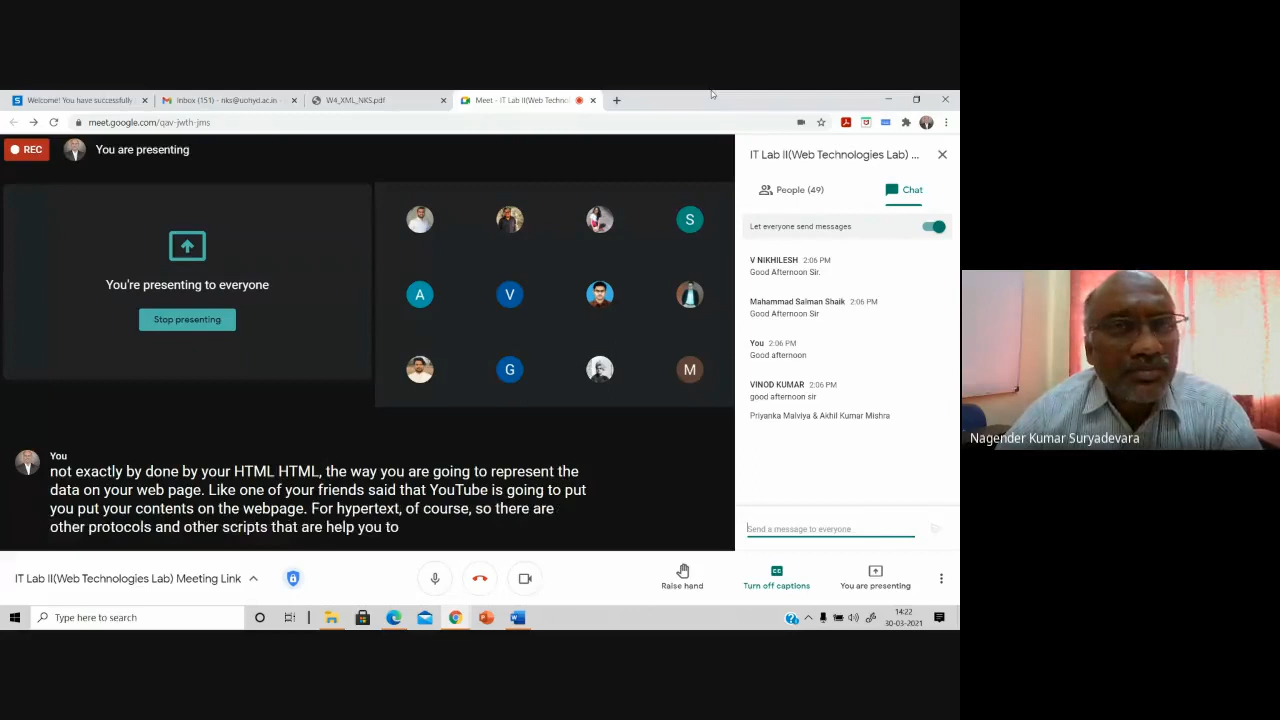 Welcome! You have successfully
Inbox (151) - nks@uohyd.ac.in -
W4_XML_NKS.pdf
Meet - IT Lab II(Web Technolo
meet.google.com/qav-jwth-jms
REC
You are presenting
IT Lab II(Web Technologies Lab) ...
People (49)
Chat
Let everyone send messages
You're presenting to everyone
Stop presenting
S
A
V
G
M
V NIKHILESH 2:06 PM
Good Afternoon Sir.
Mahammad Salman Shaik 2:06 PM
Good Afternoon Sir
You 2:06 PM
Good afternoon
VINOD KUMAR 2:06 PM
good afternoon sir
Priyanka Malviya & Akhil Kumar Mishra
Nagender Kumar Suryadevara
You
not exactly by done by your HTML HTML, the way you are going to represent the
data on your web page. Like one of your friends said that YouTube is going to put
you put your contents on the webpage. For hypertext, of course, so there are
other protocols and other scripts that are help you to
Send a message to everyone
IT Lab II(Web Technologies Lab) Meeting Link
Raise hand
Turn off captions
You are presenting
Type here to search
14:22
30-03-2021